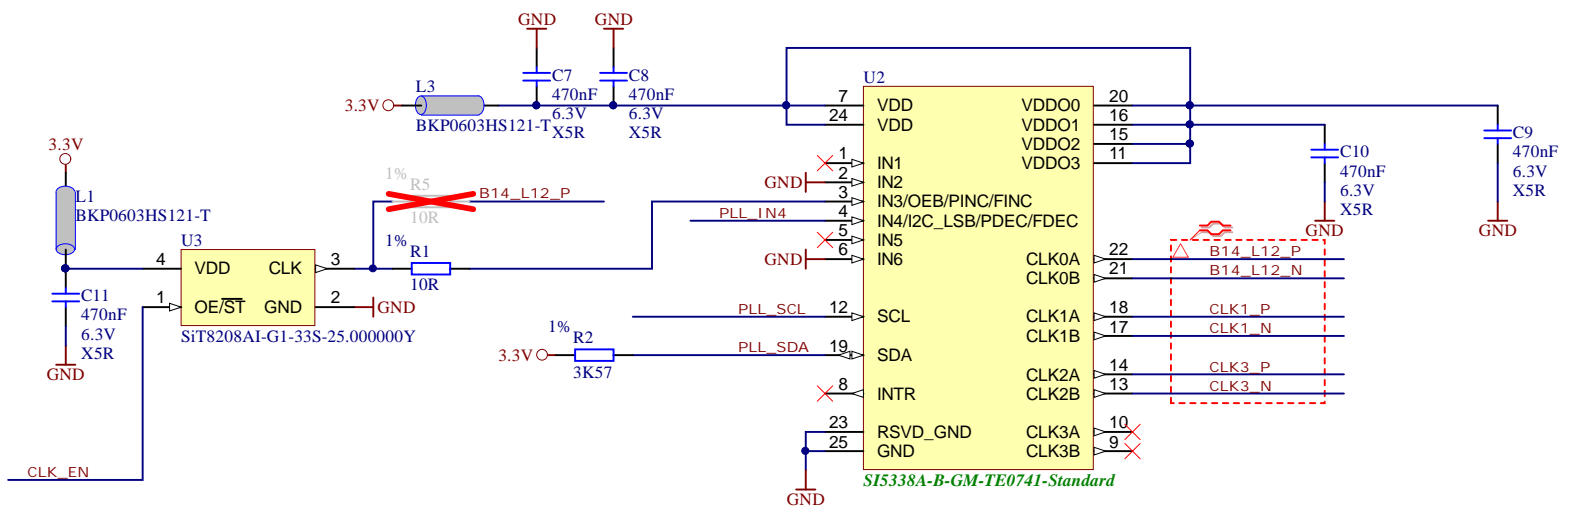 GND
GND
C7
470nF
6.3V
X5R
C8
470nF
6.3V
X5R
L3
3.3V
BKP0603HS121-T
U2
7
VDD
24
VDD
1
IN1
GND
2
IN2
3
IN3/OEB/PINC/FINC
PLL_IN4
4
IN4/I2C_LSB/PDEC/FDEC
5
IN5
GND
6
IN6
PLL_SCL
12
SCL
PLL_SDA
19
SDA
8
INTR
23
RSVD_GND
25
GND
GND
VDDO0
20
VDDO1
16
VDDO2
15
VDDO3
11
CLK0A
22
B14_L12_P
CLK0B
21
B14_L12_N
CLK1A
18
CLK1_P
CLK1B
17
CLK1_N
CLK2A
14
CLK3_P
CLK2B
13
CLK3_N
CLK3A
10
CLK3B
9
SI5338A-B-GM-TE0741-Standard
C10
470nF
6.3V
X5R
GND
C9
470nF
6.3V
X5R
GND
3.3V
L1
BKP0603HS121-T
1%
R5
10R
B14_L12_P
U3
4
VDD
CLK
3
1
OE/ST
GND
2
GND
SiT8208AI-G1-33S-25.000000Y
1%
R1
10R
C11
470nF
6.3V
X5R
GND
1%
R2
3.3V
3K57
CLK_EN